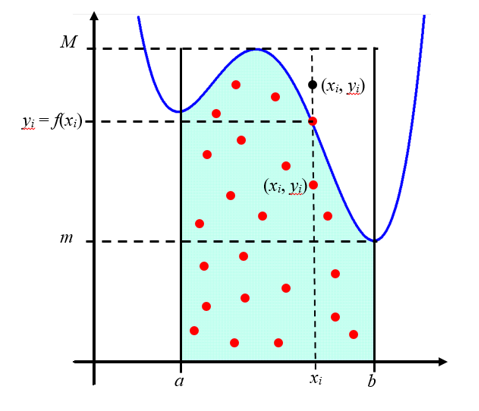 M
(xi, yi)
yi = f(xi)
(xi, yi)
m
a
xi
b